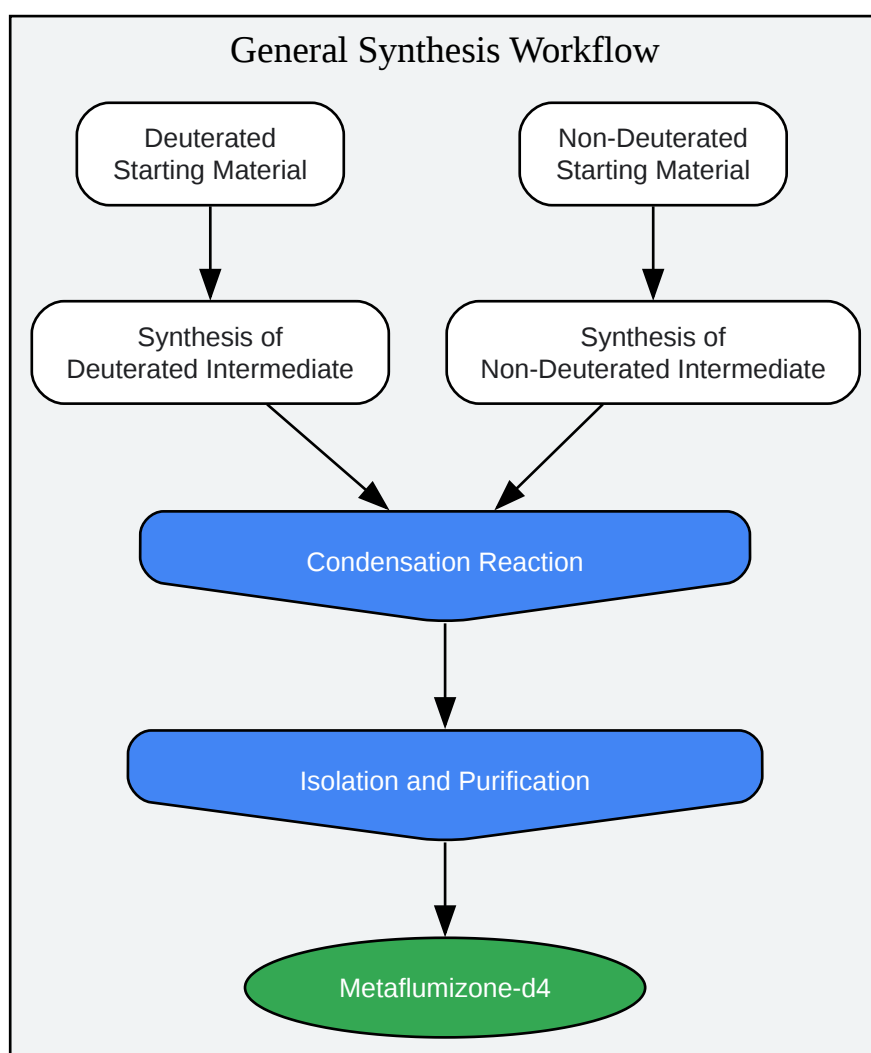 General Synthesis Workflow
Deuterated
Starting Material
Non-Deuterated
Starting Material
Synthesis of
Deuterated Intermediate
Synthesis of
Non-Deuterated Intermediate
Condensation Reaction
Isolation and Purification
Metaflumizone-d4